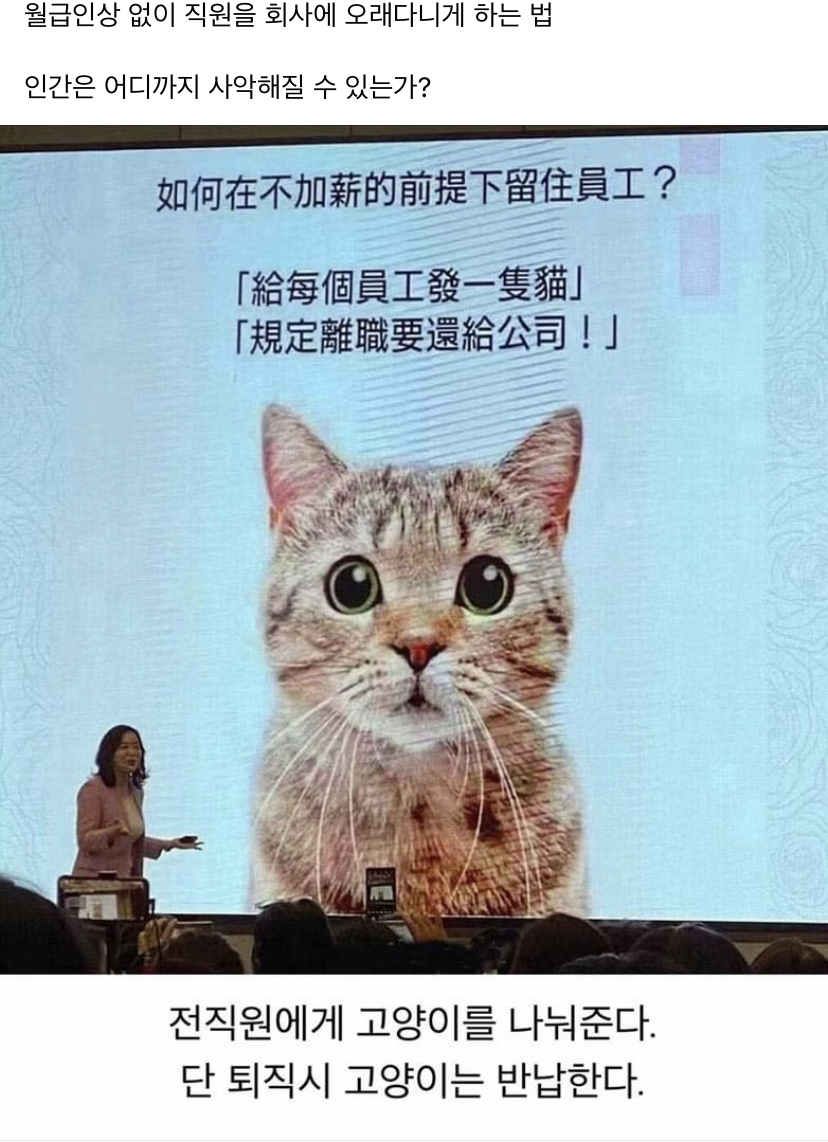 월급인상 없이 직원을 회사에 오래다니게 하는 법
인간은 어디까지 사악해질 수 있는가?
如何在不加薪的前提下留住員工？
「給每個員工發一隻貓」
「規定離職要還給公司！」
전직원에게 고양이를 나눠준다.
단 퇴직시 고양이는 반납한다.